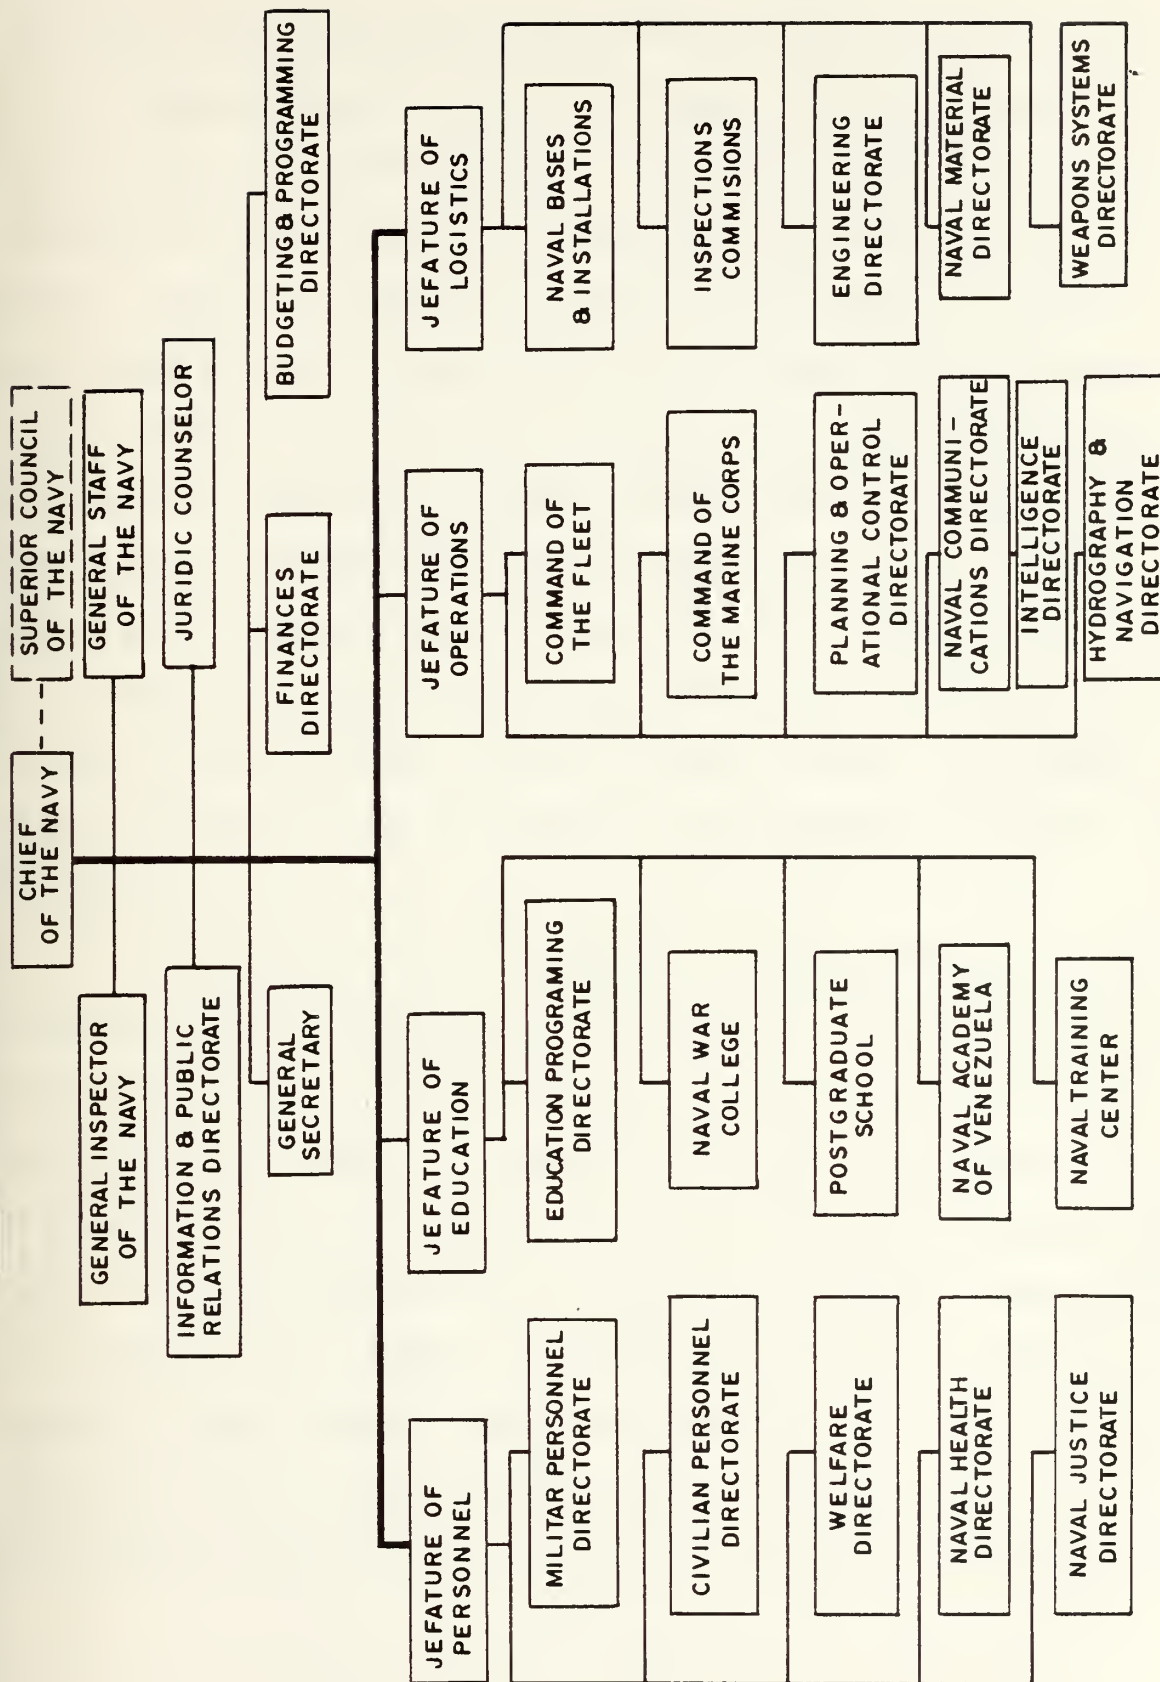 CHIEF
OF THE NAVY
SUPERIOR COUNCIL
OF THE NAVY
GENERAL INSPECTOR
OF THE NAVY
GENERAL STAFF
OF THE NAVY
INFORMATION & PUBLIC
RELATIONS DIRECTORATE
JURIDIC COUNSELOR
GENERAL
SECRETARY
FINANCES
DIRECTORATE
BUDGETING & PROGRAMMING
DIRECTORATE
JEFATURE OF
PERSONNEL
MILITAR PERSONNEL
DIRECTORATE
CIVILIAN PERSONNEL
DIRECTORATE
WELFARE
DIRECTORATE
NAVAL HEALTH
DIRECTORATE
NAVAL JUSTICE
DIRECTORATE
JEFATURE OF
EDUCATION
EDUCATION PROGRAMING
DIRECTORATE
NAVAL WAR
COLLEGE
POSTGRADUATE
SCHOOL
NAVAL ACADEMY
OF VENEZUELA
NAVAL TRAINING
CENTER
JEFATURE OF
OPERATIONS
COMMAND OF
THE FLEET
COMMAND OF
THE MARINE CORPS
PLANNING & OPER-
ATIONAL CONTROL
DIRECTORATE
NAVAL COMMUNI-
CATIONS DIRECTORATE
INTELLIGENCE
DIRECTORATE
HYDROGRAPHY &
NAVIGATION
DIRECTORATE
JEFATURE OF
LOGISTICS
NAVAL BASES
& INSTALLATIONS
INSPECTIONS
COMMISIONS
ENGINEERING
DIRECTORATE
NAVAL MATERIAL
DIRECTORATE
WEAPONS SYSTEMS
DIRECTORATE